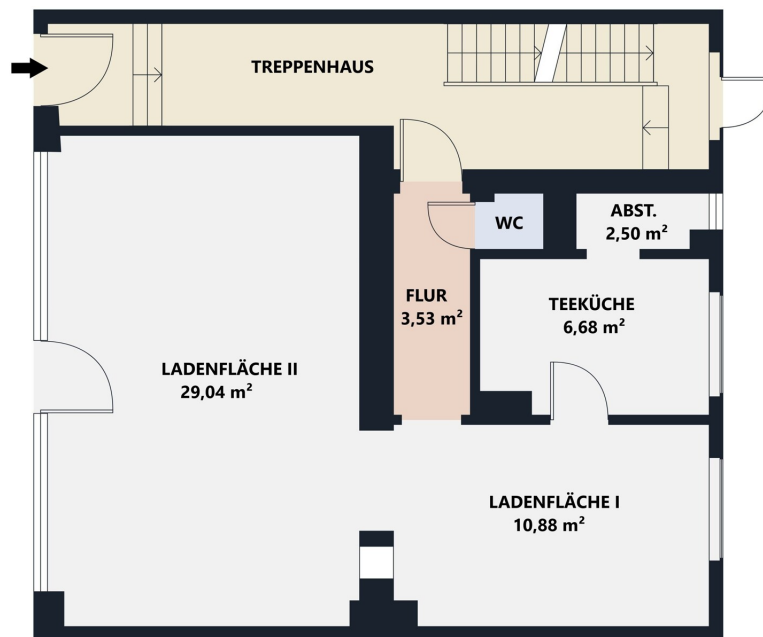 TREPPENHAUS
WC
ABST.
2,50 m²
FLUR
3,53 m²
TEEKÜCHE
6,68 m²
LADENFLÄCHE II
29,04 m²
LADENFLÄCHE I
10,88 m²